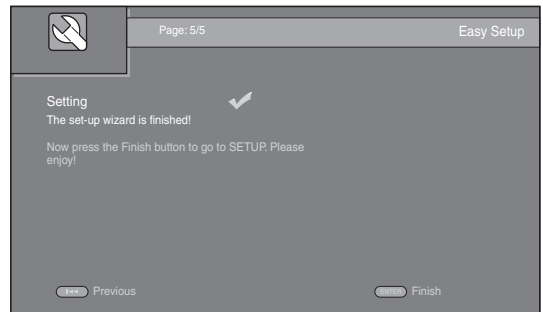 Page: 5/5
Easy Setup
Setting
The set-up wizard is finished!
Now press the Finish button to go to SETUP. Please
enjoy!
Previous
ENTER Finish